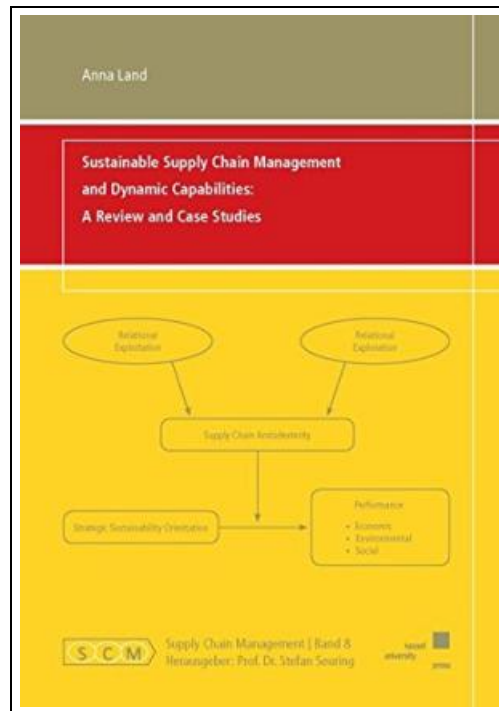 Anna Land
Sustainable Supply Chain Management
and Dynamic Capabilities:
A Review and Case Studies
Relational
Exploitation
Relational
Exploration
Supply Chain Ambidexterity
Strategic Sustainability Orientation
Performance
• Economic
• Environmental
• Social
S C M
Supply Chain Management | Band 8
Herausgeber: Prof. Dr. Stefan Seuring
kassel
university
press